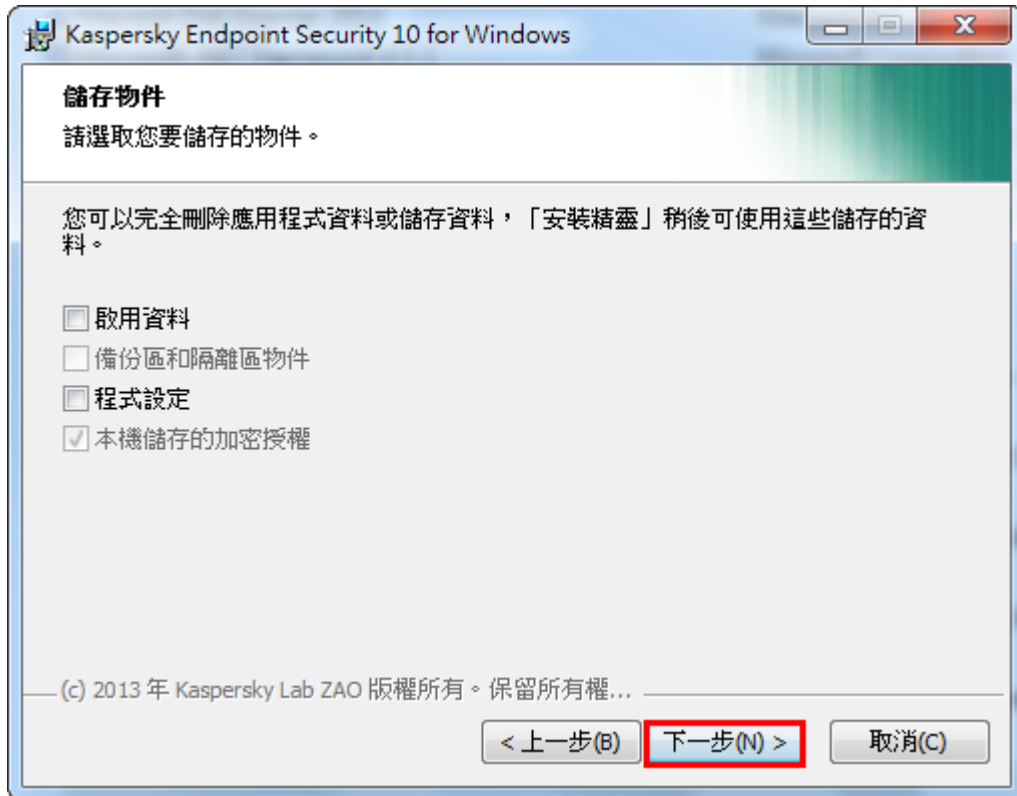 Kaspersky Endpoint Security 10 for Windows
儲存物件
請選取您要儲存的物件。
您可以完全刪除應用程式資料或儲存資料，「安裝精靈」稍後可使用這些儲存的資
料。
啟用資料
備份區和隔離區物件
程式設定
本機儲存的加密授權
(c) 2013 年 Kaspersky Lab ZAO 版權所有。保留所有權...
< 上一步(B)
下一步(N) >
取消(C)